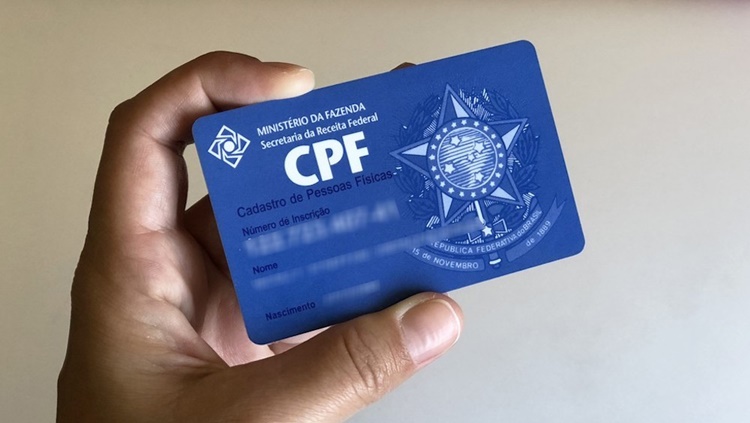 MINISTÉRIO DA FAZENDA
Secretaria da Receita Federal
CPF
Cadastro de Pessoas Físicas
Número de Inscrição
Nome
Nascimento
REPÚBLICA FEDERATIVA DO BRASIL
15 DE NOVEMBRO de 1889